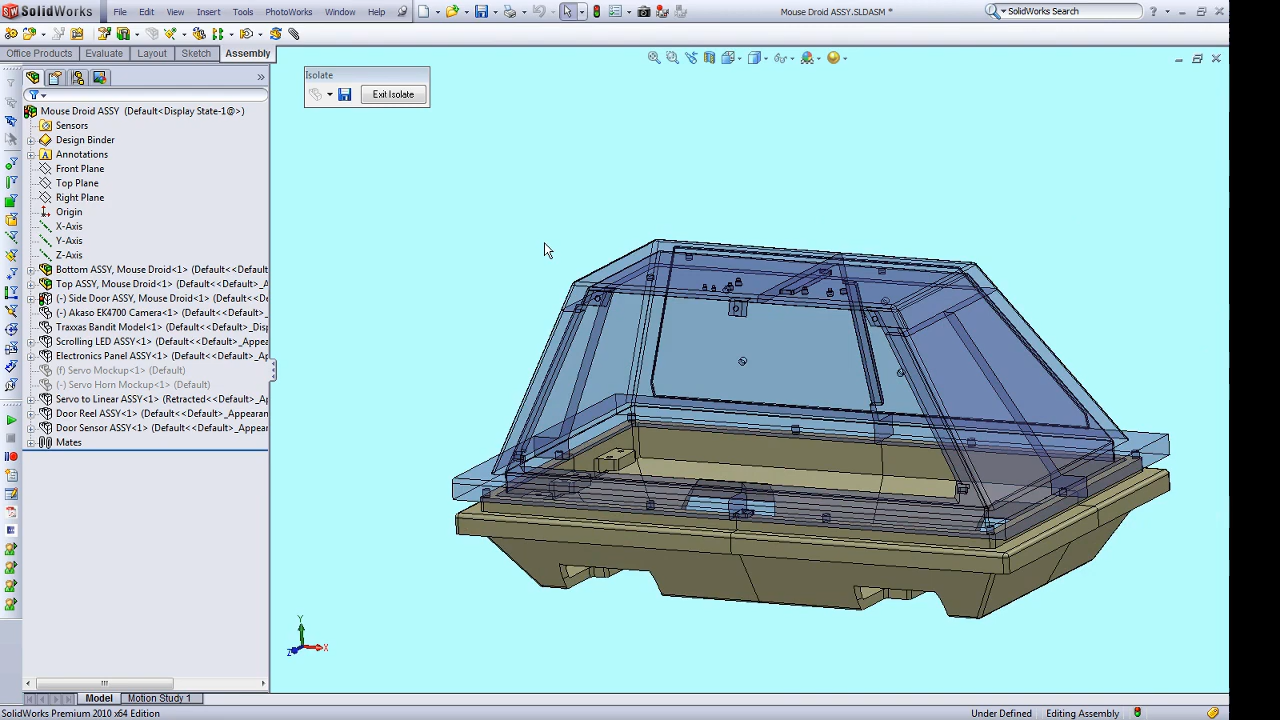 SolidWorks File Edit View Insert Tools PhotoWorks Window Help Mouse Droid ASSY.SLDASM * SolidWorks Search
Office Products Evaluate Layout Sketch Assembly
Isolate
Exit Isolate
Mouse Droid ASSY (Default<Display State-1@>)
Sensors
Design Binder
Annotations
Front Plane
Top Plane
Right Plane
Origin
X-Axis
Y-Axis
Z-Axis
Bottom ASSY, Mouse Droid<1> (Default<<Default
Top ASSY, Mouse Droid<1> (Default<<Default_
(-) Side Door ASSY, Mouse Droid<1> (Default<<De
(-) Akaso EK4700 Camera<1> (Default<<Default>_
Traxxas Bandit Model<1> (Default<<Default>_Disp
Scrolling LED ASSY<1> (Default<<Default>_Appear
Electronics Panel ASSY<1> (Default<<Default>_Ap
(f) Servo Mockup<1> (Default)
(-) Servo Horn Mockup<1> (Default)
Servo to Linear ASSY<1> (Retracted<<Default>_Ap
Door Reel ASSY<1> (Default<<Default>_Appearan
Door Sensor ASSY<1> (Default<<Default>_Appear
Mates
Y
X
Z
Model Motion Study 1
SolidWorks Premium 2010 x64 Edition Under Defined Editing Assembly